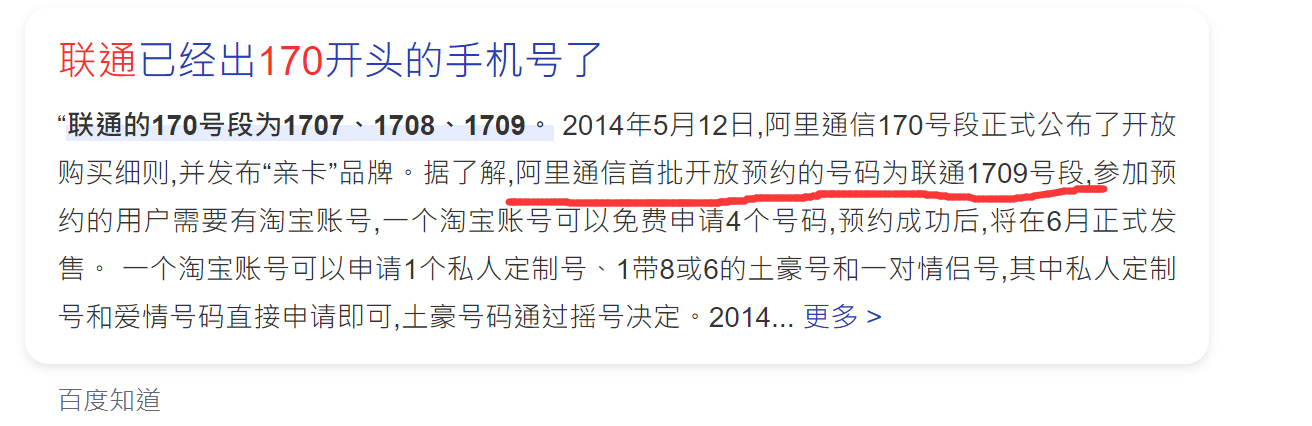 联通已经出170开头的手机号了
“联通的170号段为1707、1708、1709。 2014年5月12日,阿里通信170号段正式公布了开放
购买细则,并发布“亲卡”品牌。据了解,阿里通信首批开放预约的号码为联通1709号段,参加预
约的用户需要有淘宝账号,一个淘宝账号可以免费申请4个号码,预约成功后,将在6月正式发
售。 一个淘宝账号可以申请1个私人定制号、1带8或6的土豪号和一对情侣号,其中私人定制
号和爱情号码直接申请即可,土豪号码通过摇号决定。2014... 更多 >
百度知道